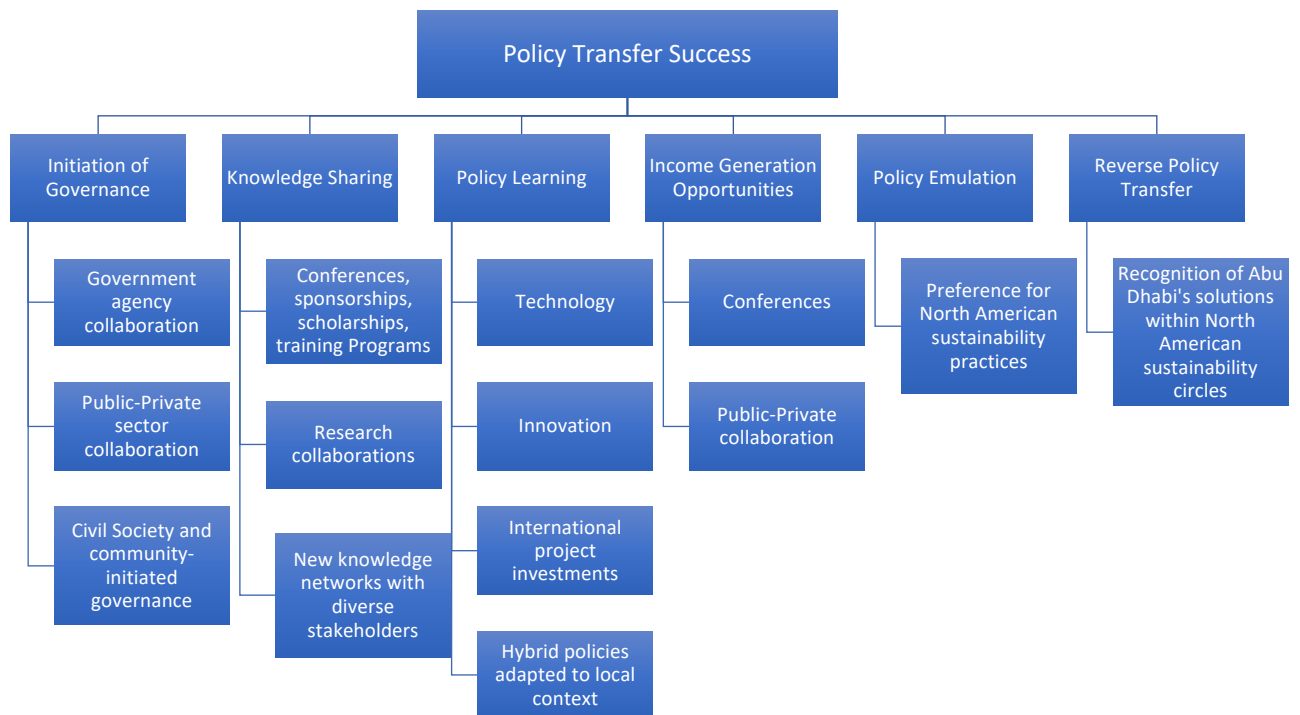 Policy Transfer Success
Initiation of
Governance
Government
agency
collaboration
Public-Private
sector
collaboration
Civil Society and
community-
initiated
governance
Knowledge Sharing
Conferences,
sponsorships,
scholarships,
training Programs
Research
collaborations
New knowledge
networks with
diverse
stakeholders
Policy Learning
Technology
Innovation
International
project
investments
Hybrid policies
adapted to local
context
Income Generation
Opportunities
Conferences
Public-Private
collaboration
Policy Emulation
Preference for
North American
sustainability
practices
Reverse Policy
Transfer
Recognition of Abu
Dhabi's solutions
within North
American
sustainability
circles